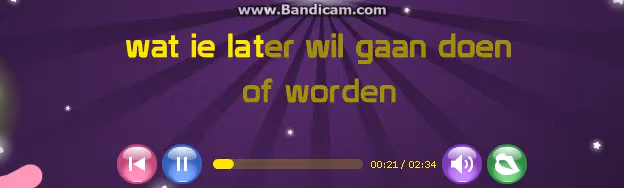 www.Bandicam.com
wat ie later wil gaan doen
of worden
00:21 / 02:34